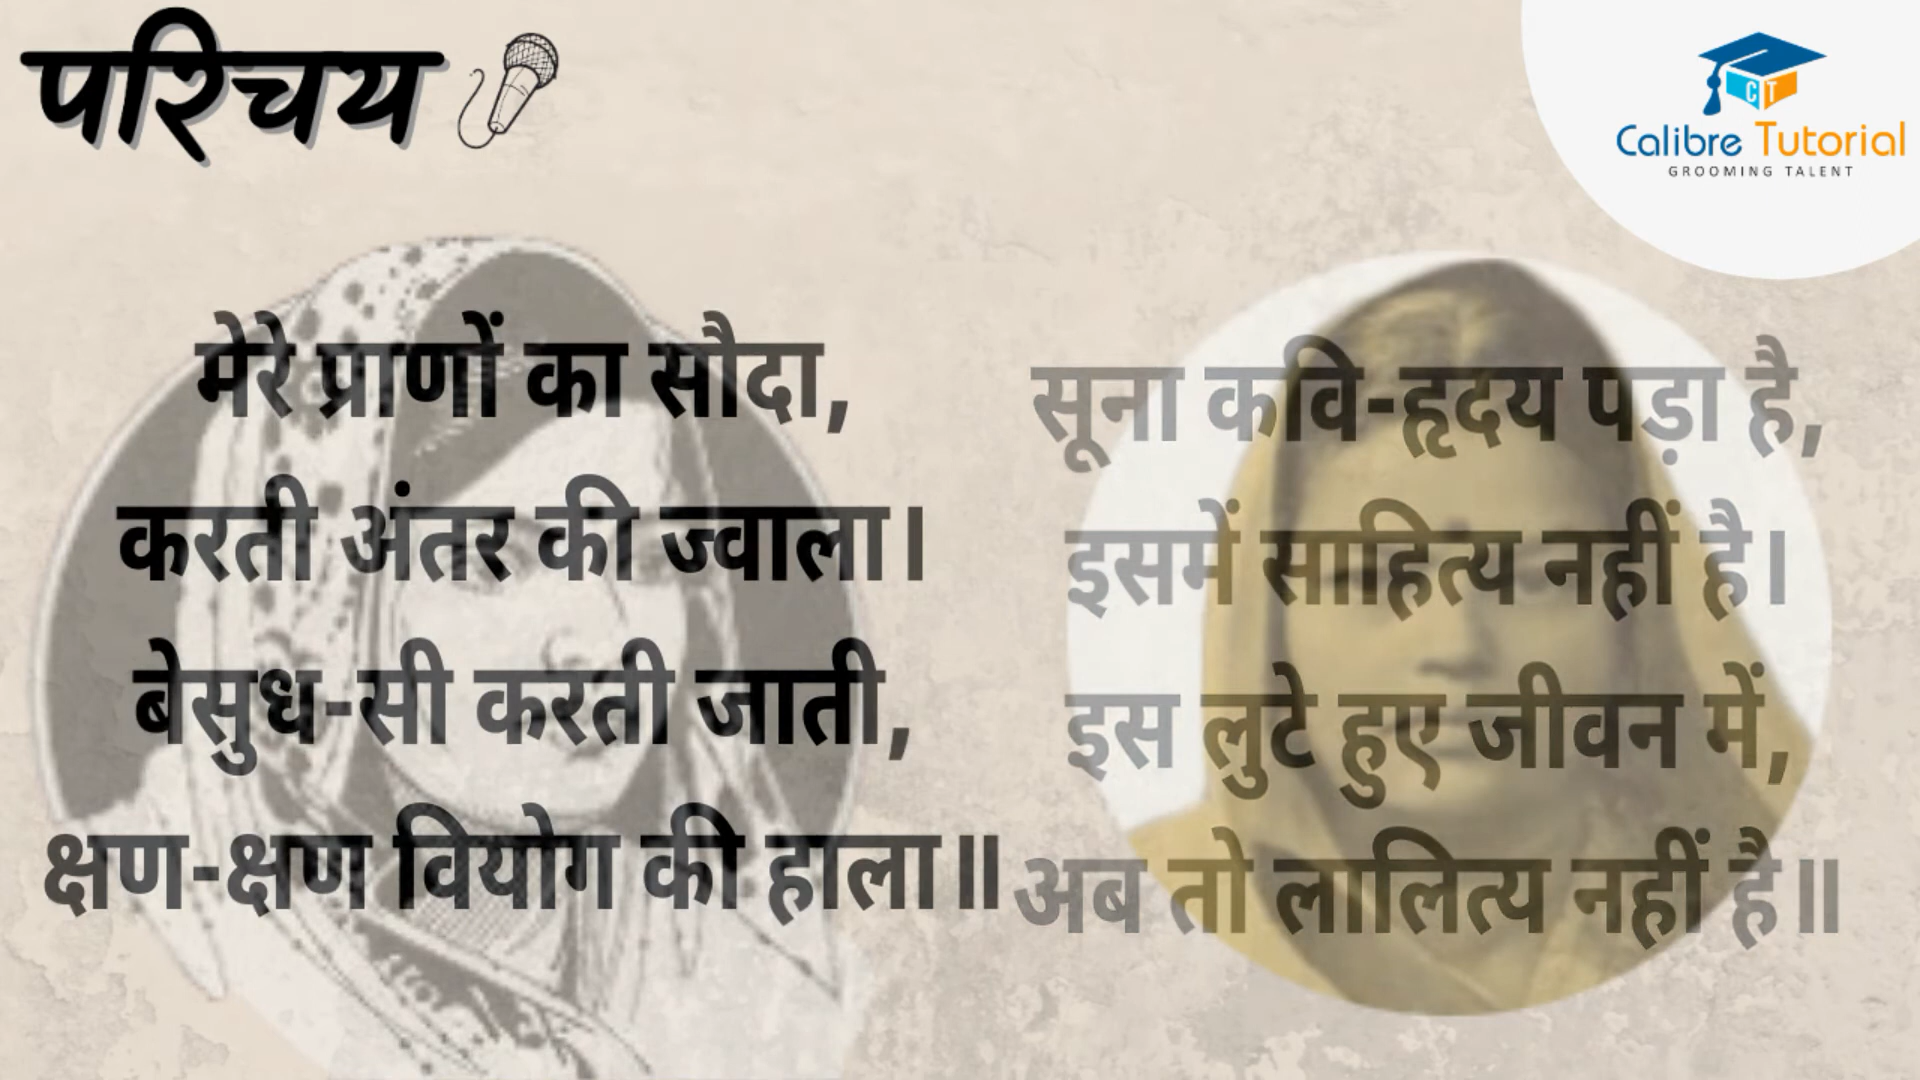 परिचय
CT
Calibre Tutorial
GROOMING TALENT
मेरे प्राणों का सौदा,
करती अंतर की ज्वाला।
बेसुध-सी करती जाती,
क्षण-क्षण वियोग की हाला॥
सूना कवि-हृदय पड़ा है,
इसमें साहित्य नहीं है।
इस लुटे हुए जीवन में,
अब तो लालित्य नहीं है॥